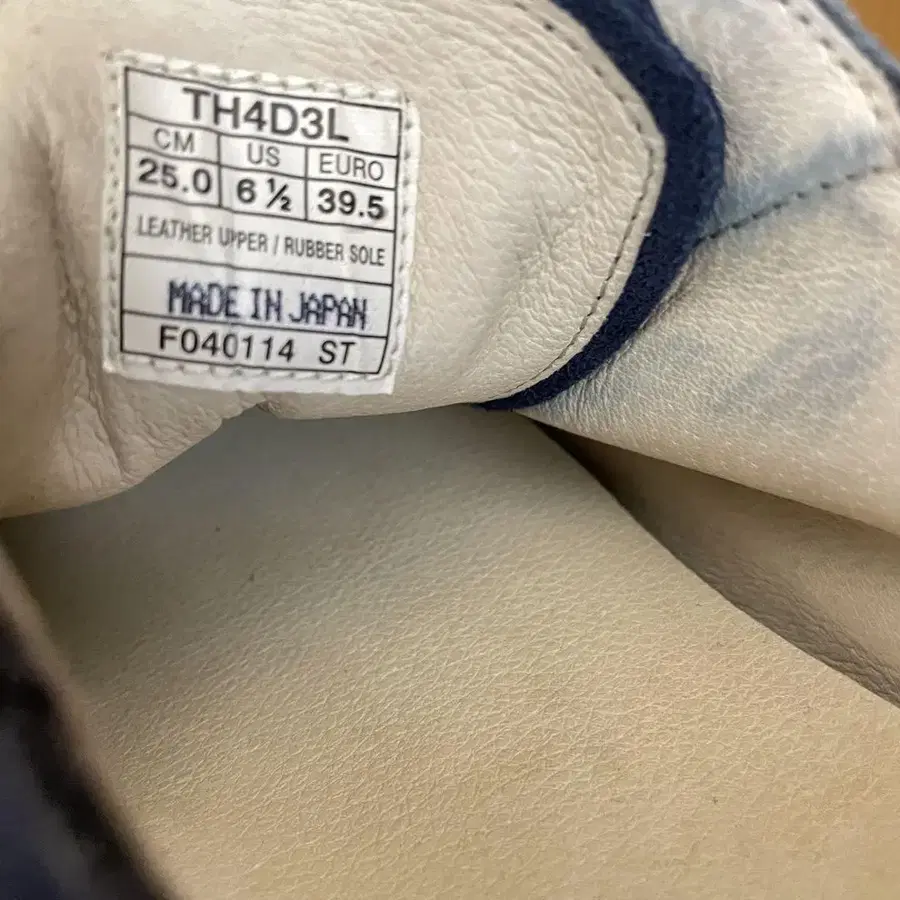 TH4D3L
CM US EURO
25.0 6 ½ 39.5
LEATHER UPPER / RUBBER SOLE
MADE IN JAPAN
F040114 ST